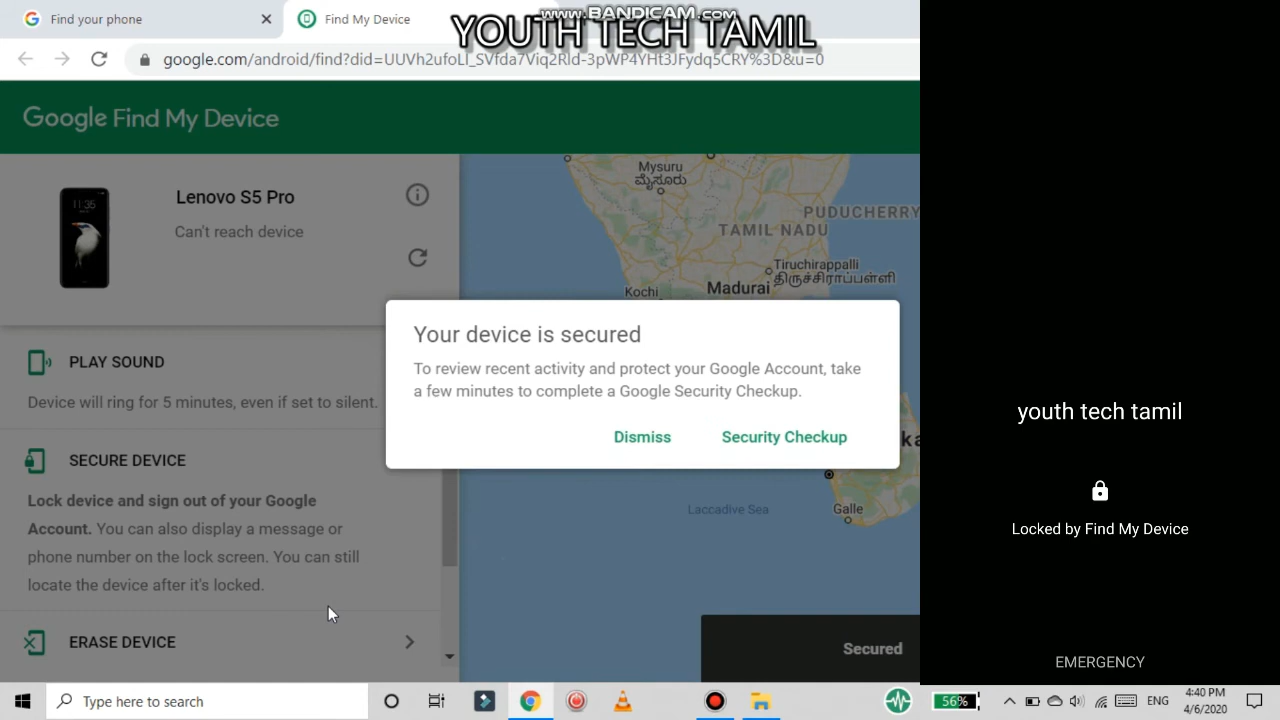 Find your phone
Find My Device
www.BANDICAM.com
YOUTH TECH TAMIL
google.com/android/find?did=UUVh2ufoLI_SVfda7Viq2Rld-3pWP4YHt3JFydq5CRY%3D&u=0
Google Find My Device
11:35
Lenovo S5 Pro
Can't reach device
PLAY SOUND
Device will ring for 5 minutes, even if set to silent.
SECURE DEVICE
Lock device and sign out of your Google
Account. You can also display a message or
phone number on the lock screen. You can still
locate the device after it's locked.
ERASE DEVICE
Mysuru
ಮೈಸೂರು
PUDUCHERRY
TAMIL NADU
Tiruchirappalli
திருச்சிராப்பள்ளி
Kochi
Madurai
Your device is secured
To review recent activity and protect your Google Account, take
a few minutes to complete a Google Security Checkup.
Dismiss
Security Checkup
ka
Laccadive Sea
Galle
Secured
youth tech tamil
Locked by Find My Device
EMERGENCY
Type here to search
56%
ENG
4:40 PM
4/6/2020